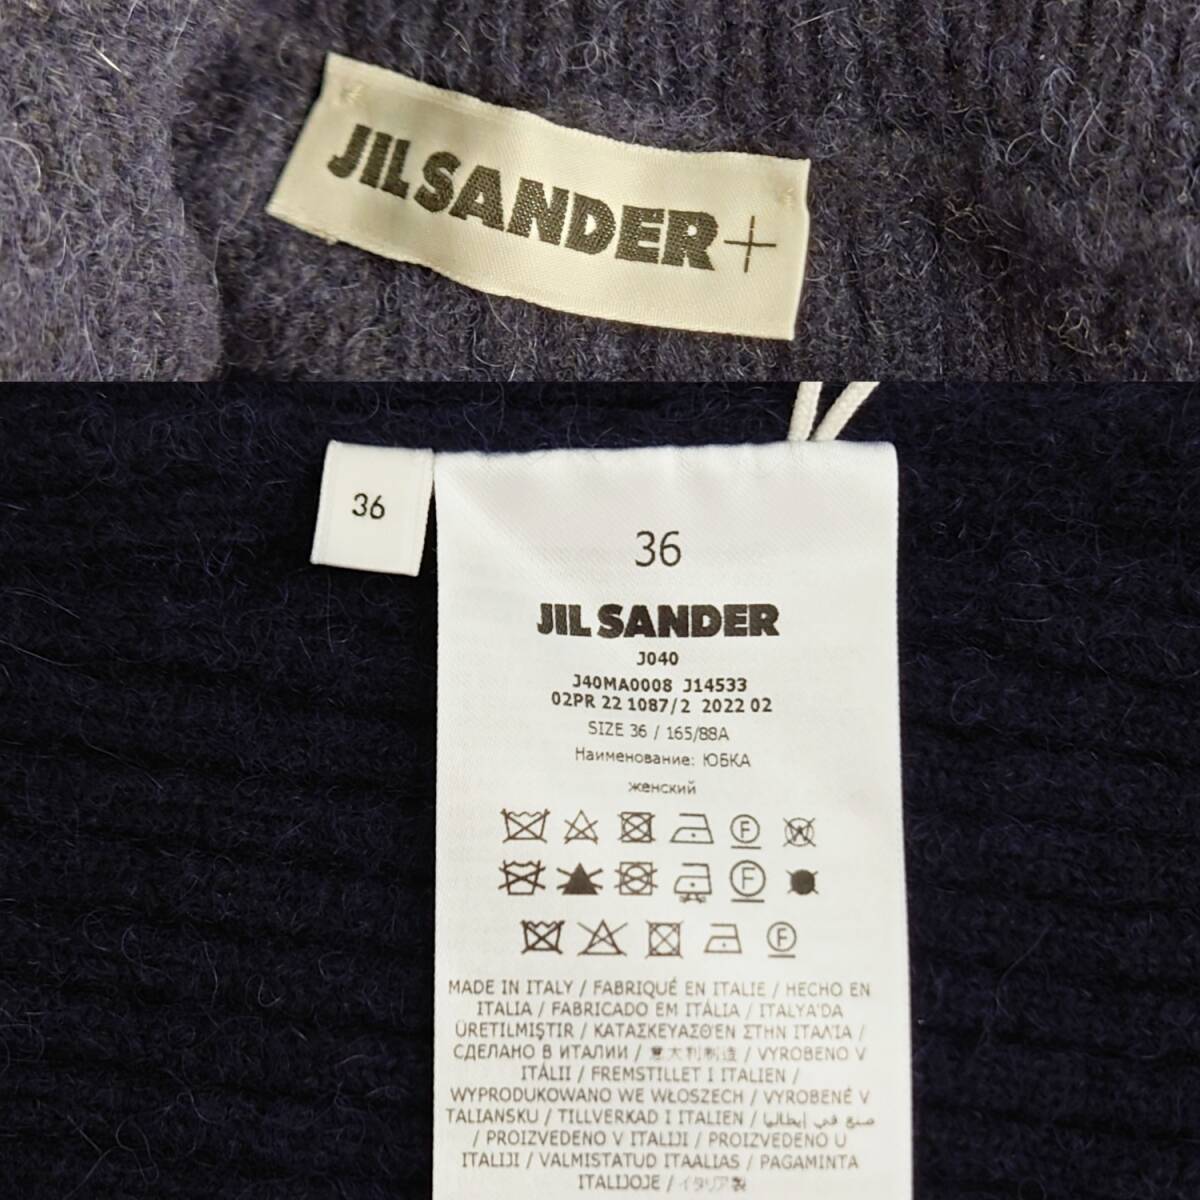 JIL SANDER+
36
36
JIL SANDER
J040
J40MA0008 J14533
02PR 22 1087/2 2022 02
SIZE 36 / 165/88A
Наименование: ЮБКА
женский
F W
F
F
MADE IN ITALY / FABRIQUÉ EN ITALIE / HECHO EN
ITALIA / FABRICADO EM ITÁLIA / ITALYA'DA
ÜRETILMIŞTIR / ΚΑΤΑΣΚΕΥΑΣΘΕΝ ΣΤΗΝ ΙΤΑΛΊΑ /
СДЕЛАНО В ИТАЛИИ / 意大利制造 / VYROBENO V
ITÁLII / FREMSTILLET I ITALIEN /
WYPRODUKOWANO WE WŁOSZECH / VYROBENÉ V
TALIANSKU / TILLVERKAD I ITALIEN / صنع في إيطاليا
/ PROIZVEDENO V ITALIJI / PROIZVEDENO U
ITALIJI / VALMISTATUD ITAALIAS / PAGAMINTA
ITALIJOJE / イタリア製